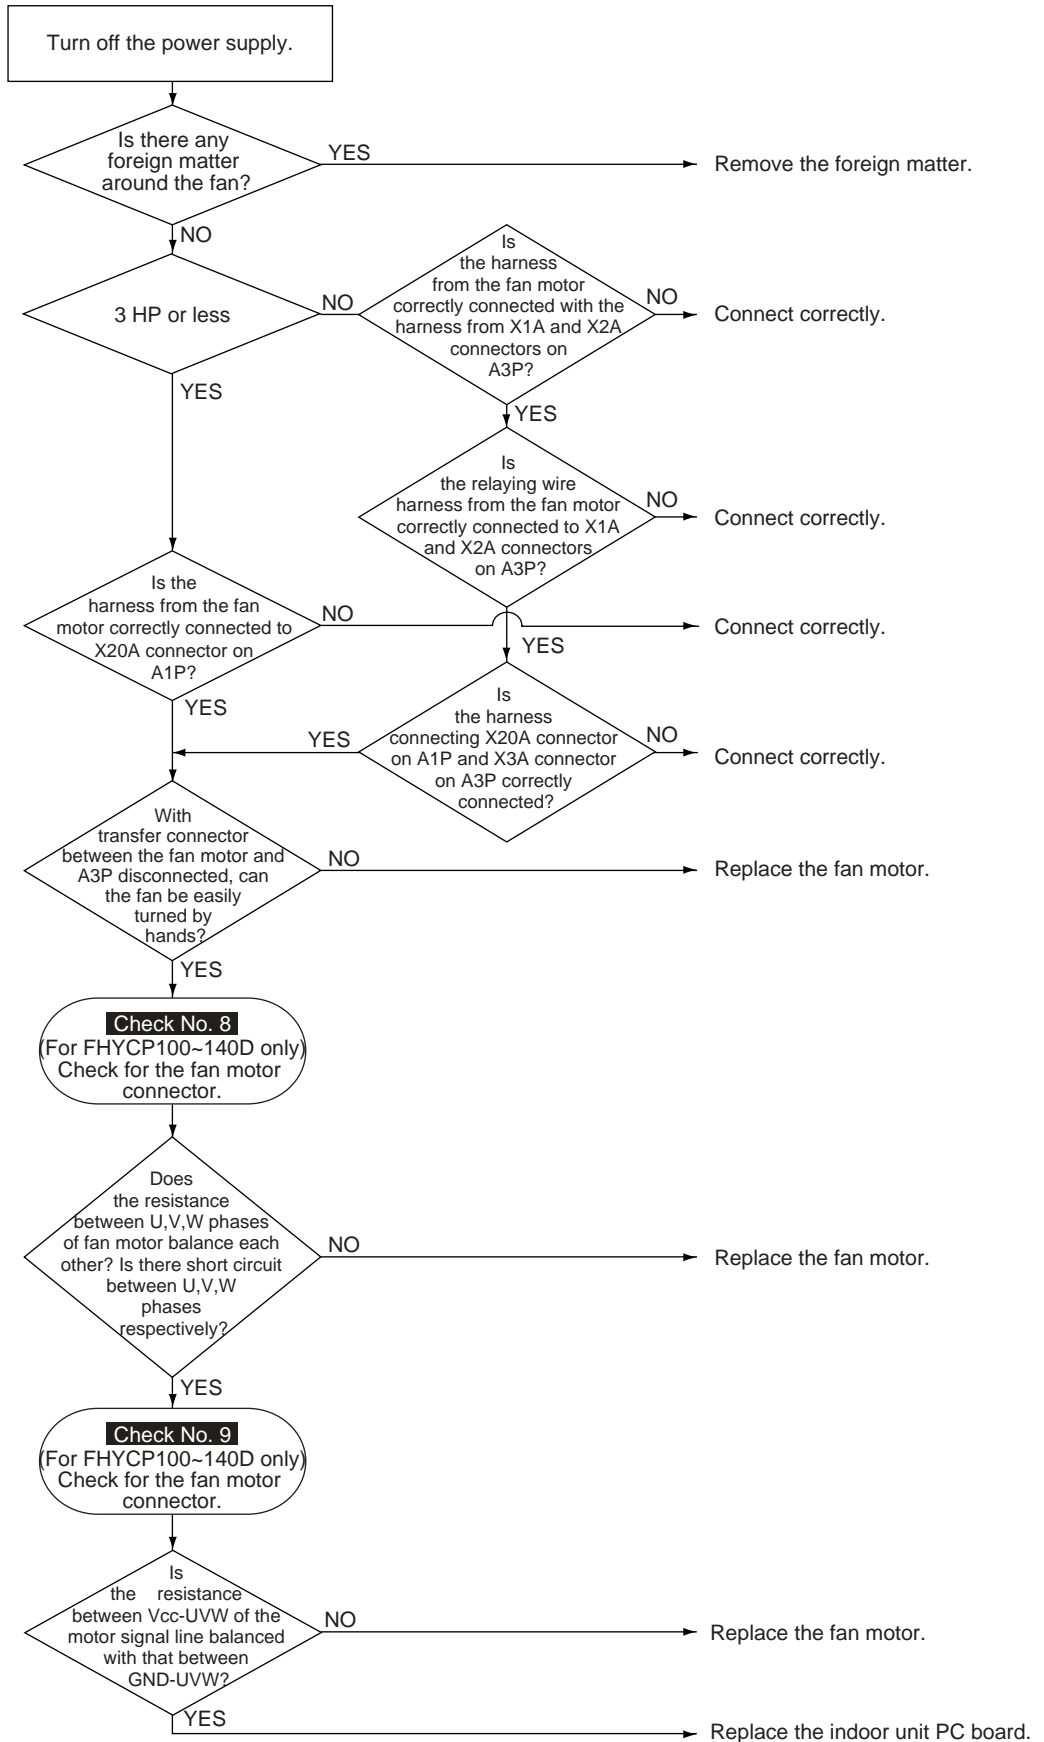 Turn off the power supply.
Is there any
foreign matter
around the fan?
YES
Remove the foreign matter.
NO
3 HP or less
NO
Is
the harness
from the fan motor
correctly connected with the
harness from X1A and X2A
connectors on
A3P?
NO
Connect correctly.
YES
YES
Is
the relaying wire
harness from the fan motor
correctly connected to X1A
and X2A connectors
on A3P?
NO
Connect correctly.
Is the
harness from the fan
motor correctly connected to
X20A connector on
A1P?
NO
Connect correctly.
YES
YES
Is
the harness
connecting X20A connector
on A1P and X3A connector
on A3P correctly
connected?
YES
NO
Connect correctly.
With
transfer connector
between the fan motor and
A3P disconnected, can
the fan be easily
turned by
hands?
NO
Replace the fan motor.
YES
Check No. 8
(For FHYCP100~140D only)
Check for the fan motor
connector.
Does
the resistance
between U,V,W phases
of fan motor balance each
other? Is there short circuit
between U,V,W
phases
respectively?
NO
Replace the fan motor.
YES
Check No. 9
(For FHYCP100~140D only)
Check for the fan motor
connector.
Is
the resistance
between Vcc-UVW of the
motor signal line balanced
with that between
GND-UVW?
NO
Replace the fan motor.
YES
Replace the indoor unit PC board.